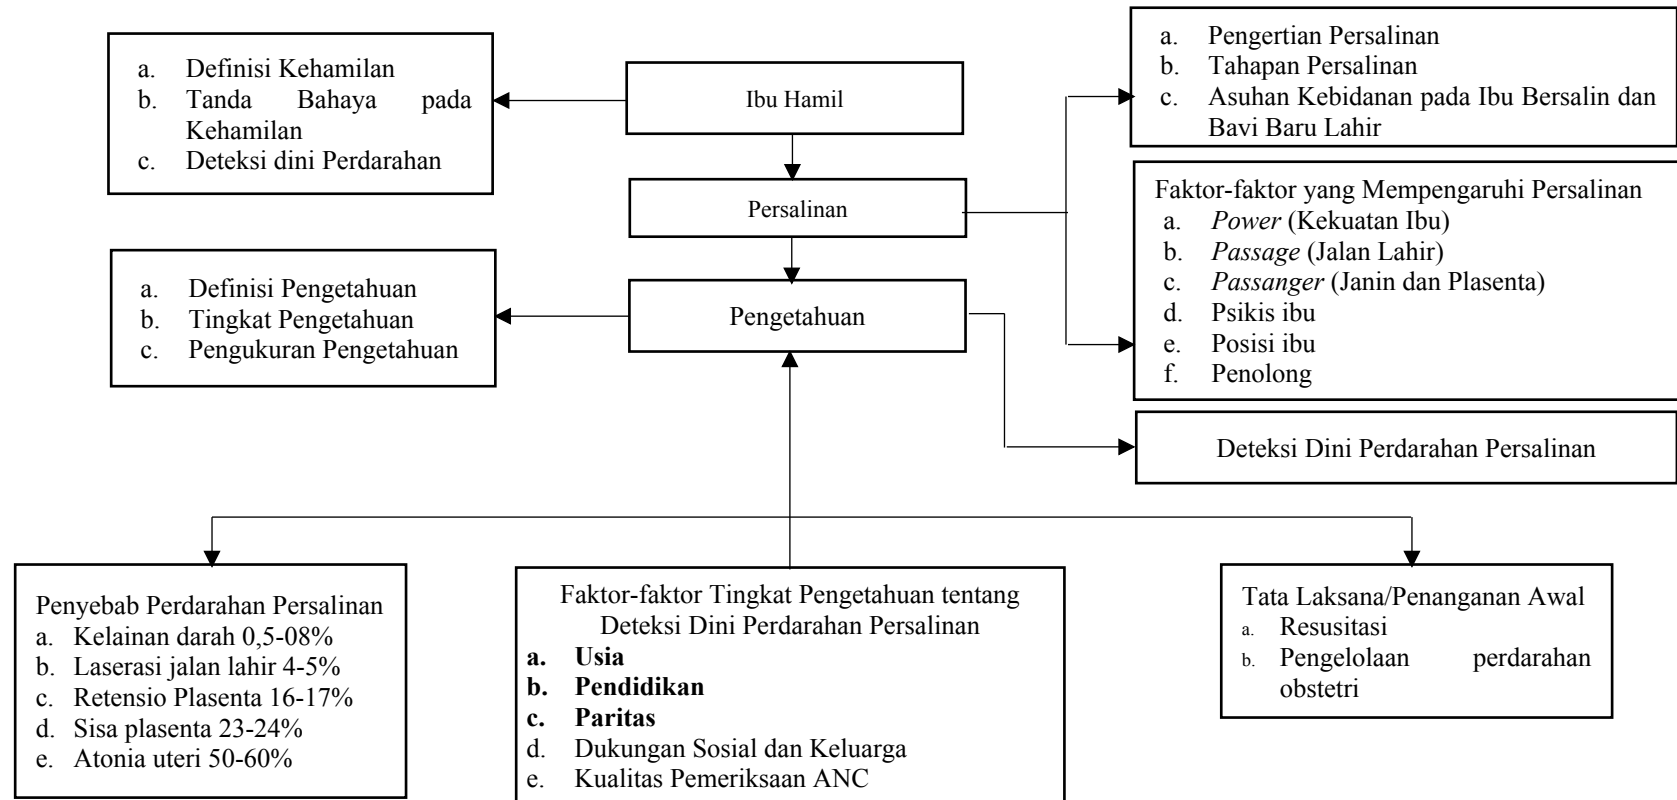 a. Definisi Kehamilan
b. Tanda Bahaya pada
Kehamilan
c. Deteksi dini Perdarahan
Ibu Hamil
a. Pengertian Persalinan
b. Tahapan Persalinan
c. Asuhan Kebidanan pada Ibu Bersalin dan
Bavi Baru Lahir
Persalinan
Faktor-faktor yang Mempengaruhi Persalinan
a. Power (Kekuatan Ibu)
b. Passage (Jalan Lahir)
c. Passanger (Janin dan Plasenta)
d. Psikis ibu
e. Posisi ibu
f. Penolong
a. Definisi Pengetahuan
b. Tingkat Pengetahuan
c. Pengukuran Pengetahuan
Pengetahuan
Deteksi Dini Perdarahan Persalinan
Penyebab Perdarahan Persalinan
a. Kelainan darah 0,5-08%
b. Laserasi jalan lahir 4-5%
c. Retensio Plasenta 16-17%
d. Sisa plasenta 23-24%
e. Atonia uteri 50-60%
Faktor-faktor Tingkat Pengetahuan tentang
Deteksi Dini Perdarahan Persalinan
a. Usia
b. Pendidikan
c. Paritas
d. Dukungan Sosial dan Keluarga
e. Kualitas Pemeriksaan ANC
Tata Laksana/Penanganan Awal
a. Resusitasi
b. Pengelolaan perdarahan
obstetri